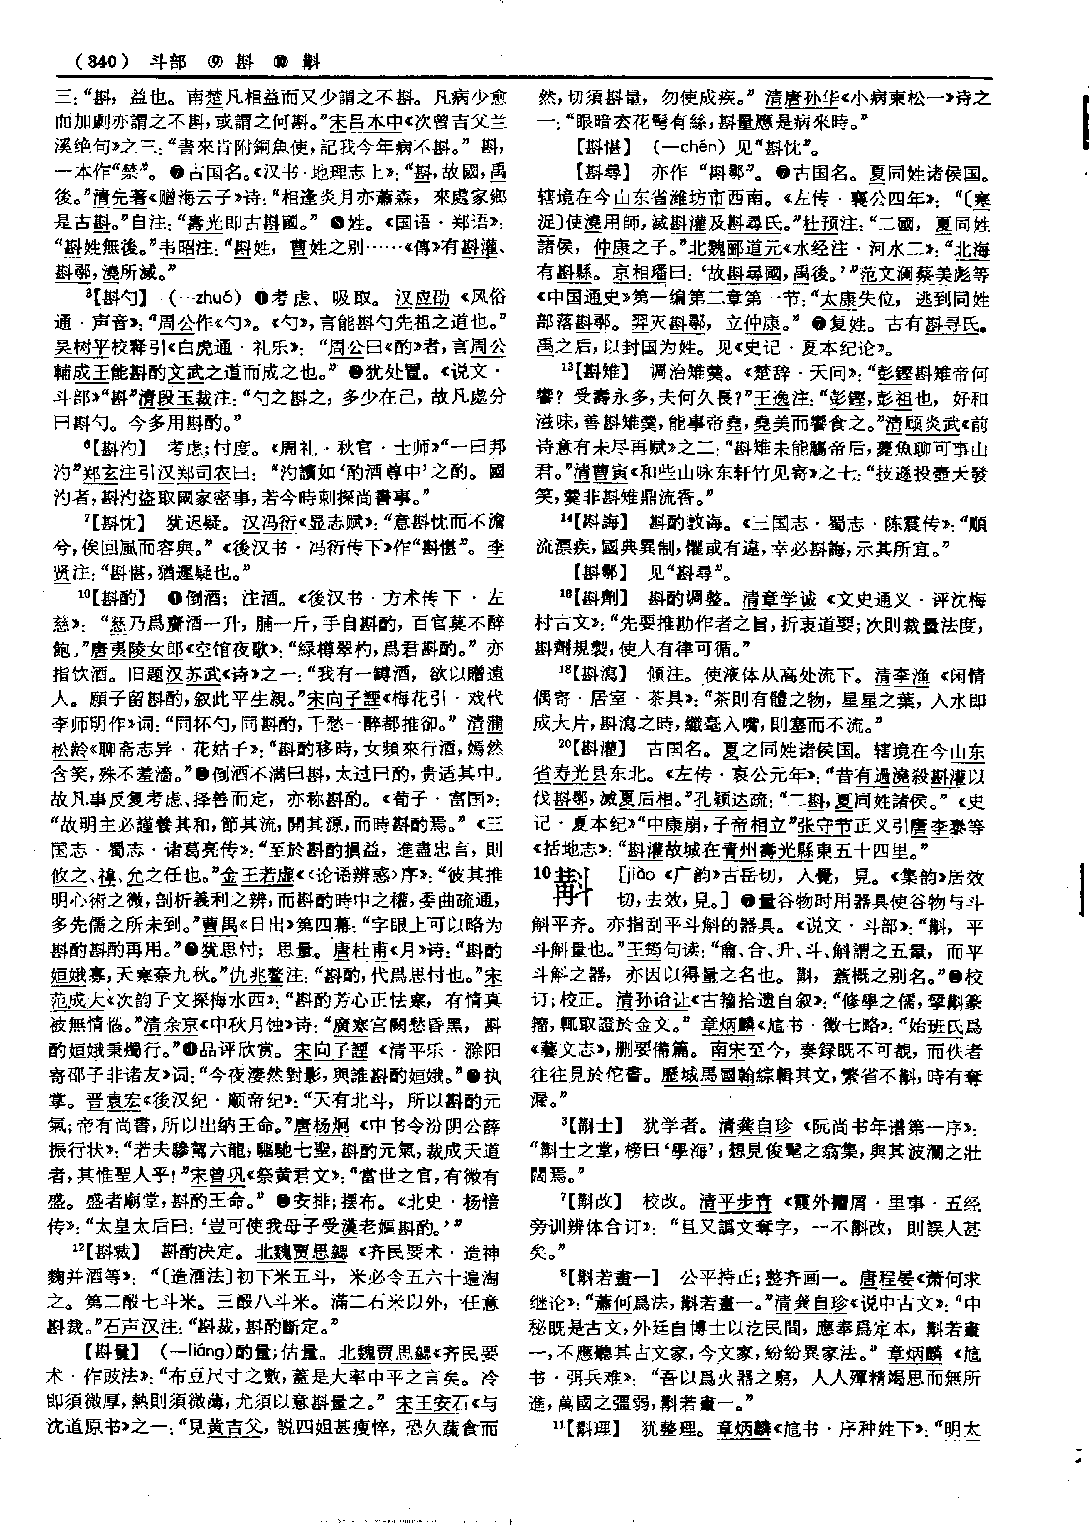 （340） 斗部 ⑨ 斟 ⑩ 斠
三：“斟，益也。南楚凡相益而又少謂之不斟。凡病少愈
而加劇亦謂之不斟，或謂之何斟。”宋吕本中《次曾吉父兰
溪绝句》之三：“書來肯附銅魚使，記我今年病不斟。”斟，
一本作“禁”。❼古国名。《汉书·地理志上》：“斟，故國，禹
後。”清先著《赠海云子》诗：“相逢炎月亦蕭森，來處家鄉
是古斟。”自注：“壽光即古斟國。”❽姓。《国语·郑语》：
“斟姓無後。”韦昭注：“斟姓，曹姓之别……《傳》有斟灌、
斟鄩，澆所滅。”
³【斟勺】（—zhuó）❶考虑、吸取。汉应劭《风俗
通·声音》：“周公作《勺》。《勺》，言能斟勺先祖之道也。”
吴树平校释引《白虎通·礼乐》：“周公曰《酌》者，言周公
輔成王能斟酌文武之道而成之也。”❷犹处置。《说文·
斗部》“斟”清段玉裁注：“勺之斟之，多少在己，故凡處分
曰斟勺。今多用斟酌。”
⁶【斟汋】 考虑；忖度。《周礼·秋官·士师》“一曰邦
汋”郑玄注引汉郑司农曰：“汋讀如‘酌酒尊中’之酌。國
汋者，斟汋盜取國家密事，若今時刺探尚書事。”
⁷【斟忱】 犹迟疑。汉冯衍《显志赋》：“意斟忱而不澹
兮，俟回風而容與。”《後汉书·冯衍传下》作“斟愖”。李
贤注：“斟愖，猶遲疑也。”
¹⁰【斟酌】 ❶倒酒；注酒。《後汉书·方术传下·左
慈》：“慈乃爲賫酒一升，脯一斤，手自斟酌，百官莫不醉
飽。”唐夷陵女郎《空馆夜歌》：“緑樽翠杓，爲君斟酌。”亦
指饮酒。旧题汉苏武《诗》之一：“我有一罇酒，欲以贈遠
人。願子留斟酌，叙此平生親。”宋向子諲《梅花引·戏代
李师明作》词：“同杯勺，同斟酌，千愁一醉都推卻。”清蒲
松龄《聊斋志异·花姑子》：“斟酌移時，女頻來行酒，嫣然
含笑，殊不羞澀。”❷倒酒不满曰斟，太过曰酌，贵适其中。
故凡事反复考虑、择善而定，亦称斟酌。《荀子·富国》：
“故明主必謹養其和，節其流，開其源，而時斟酌焉。”《三
国志·蜀志·诸葛亮传》：“至於斟酌損益，進盡忠言，則
攸之、禕、允之任也。”金王若虚《〈论语辨惑〉序》：“彼其推
明心術之微，剖析義利之辨，而斟酌時中之權，委曲疏通，
多先儒之所未到。”曹禺《日出》第四幕：“字眼上可以略为
斟酌斟酌再用。”❸犹思忖；思量。唐杜甫《月》诗：“斟酌
姮娥寡，天寒奈九秋。”仇兆鳌注：“斟酌，代爲思忖也。”宋
范成大《次韵子文探梅水西》：“斟酌芳心正怯寒，有情真
被無情惱。”清余京《中秋月蚀》诗：“廣寒宫闕愁昏黑，斟
酌姮娥秉燭行。”❹品评欣赏。宋向子諲《清平乐·滁阳
寄邵子非诸友》词：“今夜凄然對影，與誰斟酌姮娥。”❺执
掌。晋袁宏《後汉纪·顺帝纪》：“天有北斗，所以斟酌元
氣；帝有尚書，所以出納王命。”唐杨炯《中书令汾阴公薛
振行状》：“若夫驂駕六龍，驅馳七聖，斟酌元氣，裁成天道
者，其惟聖人乎！”宋曾巩《祭黄君文》：“當世之官，有微有
盛。盛者廟堂，斟酌王命。”❻安排；摆布。《北史·杨愔
传》：“太皇太后曰：‘豈可使我母子受漢老嫗斟酌。’”
¹²【斟裁】 斟酌决定。北魏贾思勰《齐民要术·造神
麴并酒等》：“〔造酒法〕初下米五斗，米必令五六十遍淘
之。第二酘七斗米。三酘八斗米。滿二石米以外，任意
斟裁。”石声汉注：“斟裁，斟酌斷定。”
【斟量】（—liáng）酌量；估量。北魏贾思勰《齐民要
术·作豉法》：“布豆尺寸之數，蓋是大率中平之言矣。冷
即須微厚，熱則須微薄，尤須以意斟量之。”宋王安石《与
沈道原书》之一：“見黄吉父，説四姐甚瘦悴，恐久蔬食而
然，切須斟量，勿使成疾。”清唐孙华《小病柬松一》诗之
一：“眼暗衣花髩有絲，斟量應是病來時。”
【斟愖】（—chén）见“斟忱”。
【斟尋】 亦作“斟鄩”。❶古国名。夏同姓诸侯国。
辖境在今山东省潍坊市西南。《左传·襄公四年》：“〔寒
浞〕使澆用師，滅斟灌及斟尋氏。”杜预注：“二國，夏同姓
諸侯，仲康之子。”北魏郦道元《水经注·河水二》：“北海
有斟縣。京相璠曰：‘故斟尋國，禹後。’”范文澜蔡美彪等
《中国通史》第一编第二章第一节：“太康失位，逃到同姓
部落斟鄩。羿灭斟鄩，立仲康。”❷复姓。古有斟寻氏。
禹之后，以封国为姓。见《史记·夏本纪论》。
¹³【斟雉】 调治雉羹。《楚辞·天问》：“彭鏗斟雉帝何
饗？受壽永多，夫何久長？”王逸注：“彭鏗，彭祖也，好和
滋味，善斟雉羹，能事帝堯，堯美而饗食之。”清顾炎武《前
诗意有未尽再赋》之二：“斟雉未能觴帝后，薨魚聊可事山
君。”清曹寅《和些山咏东轩竹见寄》之七：“技遜投壺天發
笑，羹非斟雉鼎流香。”
¹⁴【斟誨】 斟酌教诲。《三国志·蜀志·陈震传》：“順
流漂疾，國典異制，懼或有違，幸必斟誨，示其所宜。”
【斟鄩】 见“斟尋”。
¹⁶【斟劑】 斟酌调整。清章学诚《文史通义·评沈梅
村古文》：“先要推勘作者之旨，折衷道要；次則裁量法度，
斟劑規製，使人有律可循。”
¹⁸【斟瀉】 倾注。使液体从高处流下。清李渔《闲情
偶寄·居室·茶具》：“茶則有體之物，星星之葉，入水即
成大片，斟瀉之時，纖毫入嘴，則塞而不流。”
²⁰【斟灌】 古国名。夏之同姓诸侯国。辖境在今山东
省寿光县东北。《左传·哀公元年》：“昔有過澆殺斟灌以
伐斟鄩，滅夏后相。”孔颖达疏：“二斟，夏同姓諸侯。”《史
记·夏本纪》“中康崩，子帝相立”张守节正义引唐李泰等
《括地志》：“斟灌故城在青州壽光縣東五十四里。”
10斠［jiào《广韵》古岳切，入覺，見。《集韵》居效
切，去效，見。］❶量谷物时用器具使谷物与斗
斛平齐。亦指刮平斗斛的器具。《说文·斗部》：“斠，平
斗斛量也。”王筠句读：“龠、合、升、斗、斛謂之五量，而平
斗斛之器，亦因以得量之名也。斠，蓋概之别名。”❷校
订；校正。清孙诒让《古籀拾遗自叙》：“修學之儒，孼斠篆
籀，輒取證於金文。”章炳麟《訄书·徵七略》：“始班氏爲
《藝文志》，删要備篇。南宋至今，奏録既不可覩，而佚者
往往見於佗書。歷城馬國翰綜輯其文，繁省不斠，時有奪
漏。”
³【斠士】 犹学者。清龚自珍《阮尚书年谱第一序》：
“斠士之堂，榜曰‘學海’，想見俊髦之翕集，與其波瀾之壯
闊焉。”
⁷【斠改】 校改。清平步青《霞外攟屑·里事·五经
旁训辨体合订》：“且又譌文奪字，一不斠改，則誤人甚
矣。”
⁸【斠若畫一】 公平持正；整齐画一。唐程晏《萧何求
继论》：“蕭何爲法，斠若畫一。”清龚自珍《说中古文》：“中
秘既是古文，外廷自博士以汔民間，應奉爲定本，斠若畫
一，不應聽其古文家，今文家，紛紛異家法。”章炳麟《訄
书·弭兵难》：“吾以爲火器之窮，人人殫精竭思而無所
進，萬國之彊弱，斠若畫一。”
¹¹【斠理】 犹整理。章炳麟《訄书·序种姓下》：“明太